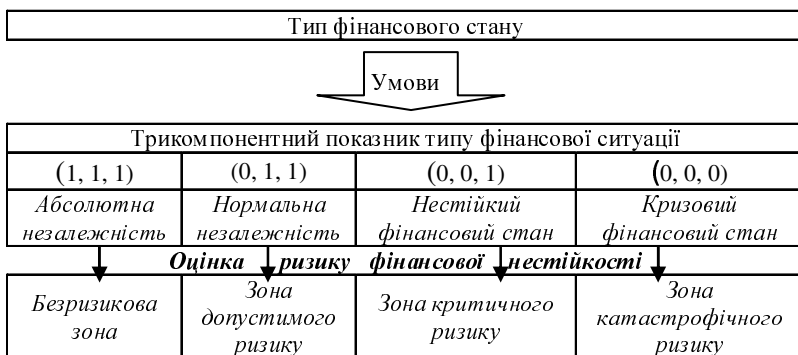 Тип фінансового стану
Умови
Трикомпонентний показник типу фінансової ситуації
(1, 1, 1) (0, 1, 1) (0, 0, 1) (0, 0, 0)
Абсолютна Нормальна Нестійкий Кризовий
незалежність незалежність фінансовий стан фінансовий стан
Оцінка ризику фінансової нестійкості
Безризикова Зона Зона критичного Зона
зона допустимого ризику катастрофічного
ризику ризику